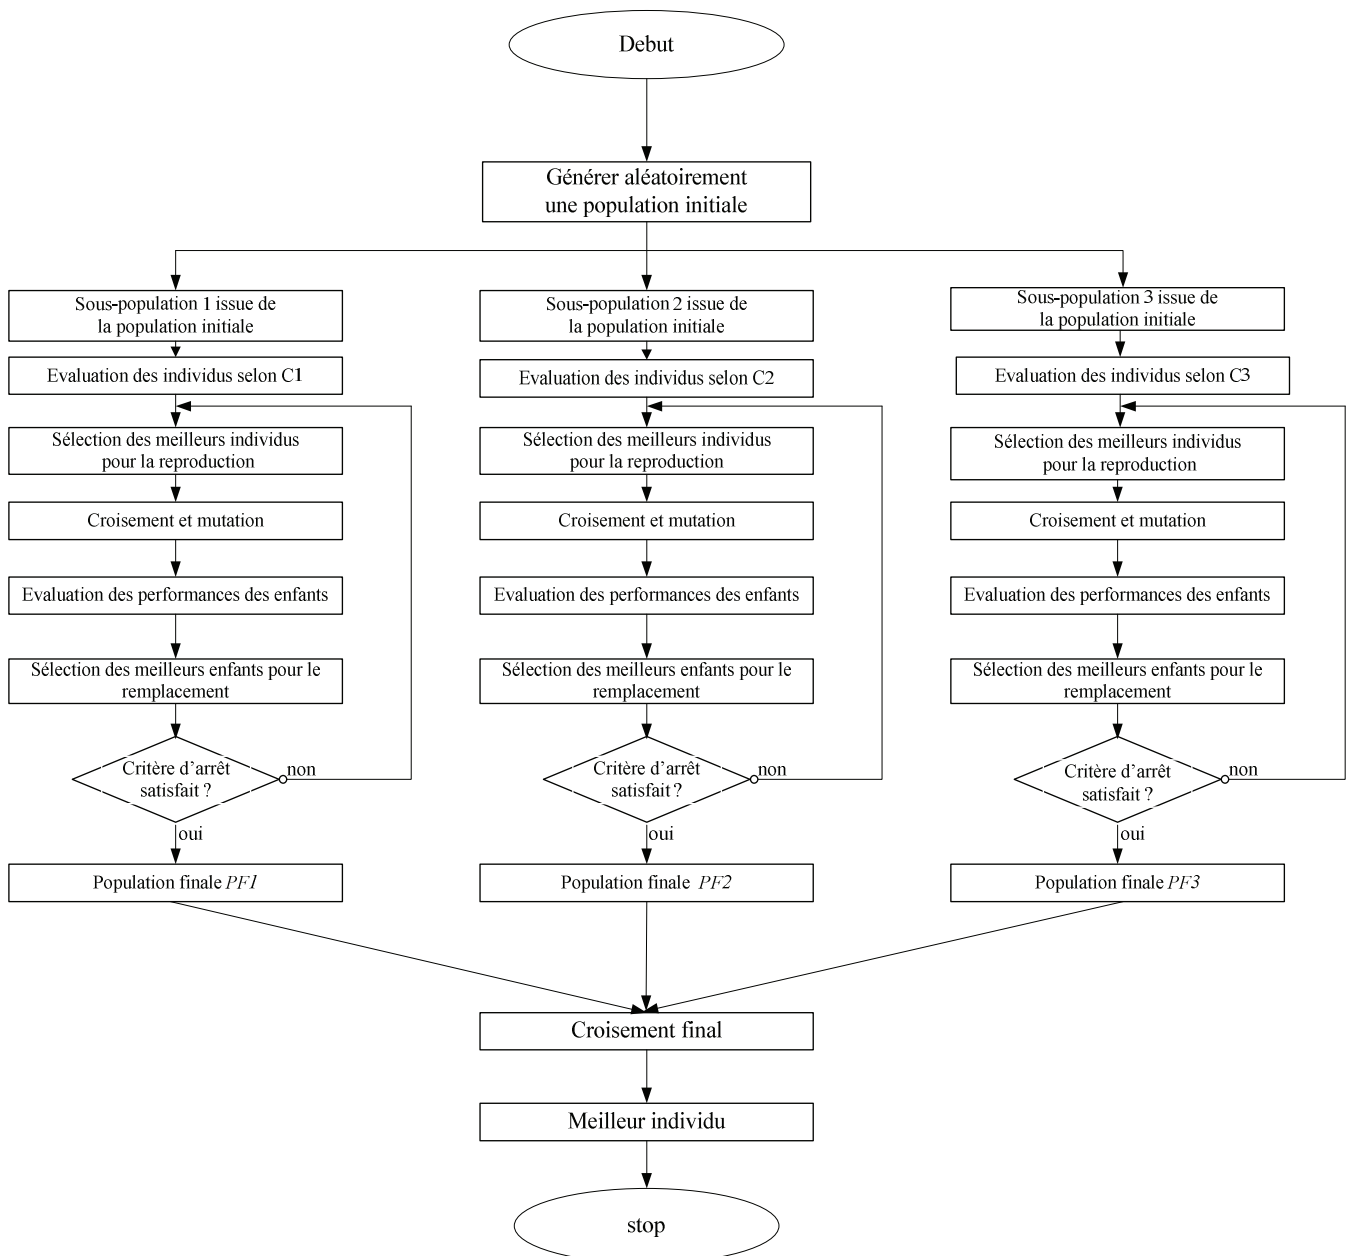 Debut
Générer aléatoirement
une population initiale
Sous-population 1 issue de
la population initiale
Evaluation des individus selon C1
Sélection des meilleurs individus
pour la reproduction
Croisement et mutation
Evaluation des performances des enfants
Sélection des meilleurs enfants pour le
remplacement
Critère d’arrêt
satisfait ?
non
oui
Population finale PF1
Sous-population 2 issue de
la population initiale
Evaluation des individus selon C2
Sélection des meilleurs individus
pour la reproduction
Croisement et mutation
Evaluation des performances des enfants
Sélection des meilleurs enfants pour le
remplacement
Critère d’arrêt
satisfait ?
non
oui
Population finale PF2
Sous-population 3 issue de
la population initiale
Evaluation des individus selon C3
Sélection des meilleurs individus
pour la reproduction
Croisement et mutation
Evaluation des performances des enfants
Sélection des meilleurs enfants pour le
remplacement
Critère d’arrêt
satisfait ?
non
oui
Population finale PF3
Croisement final
Meilleur individu
stop